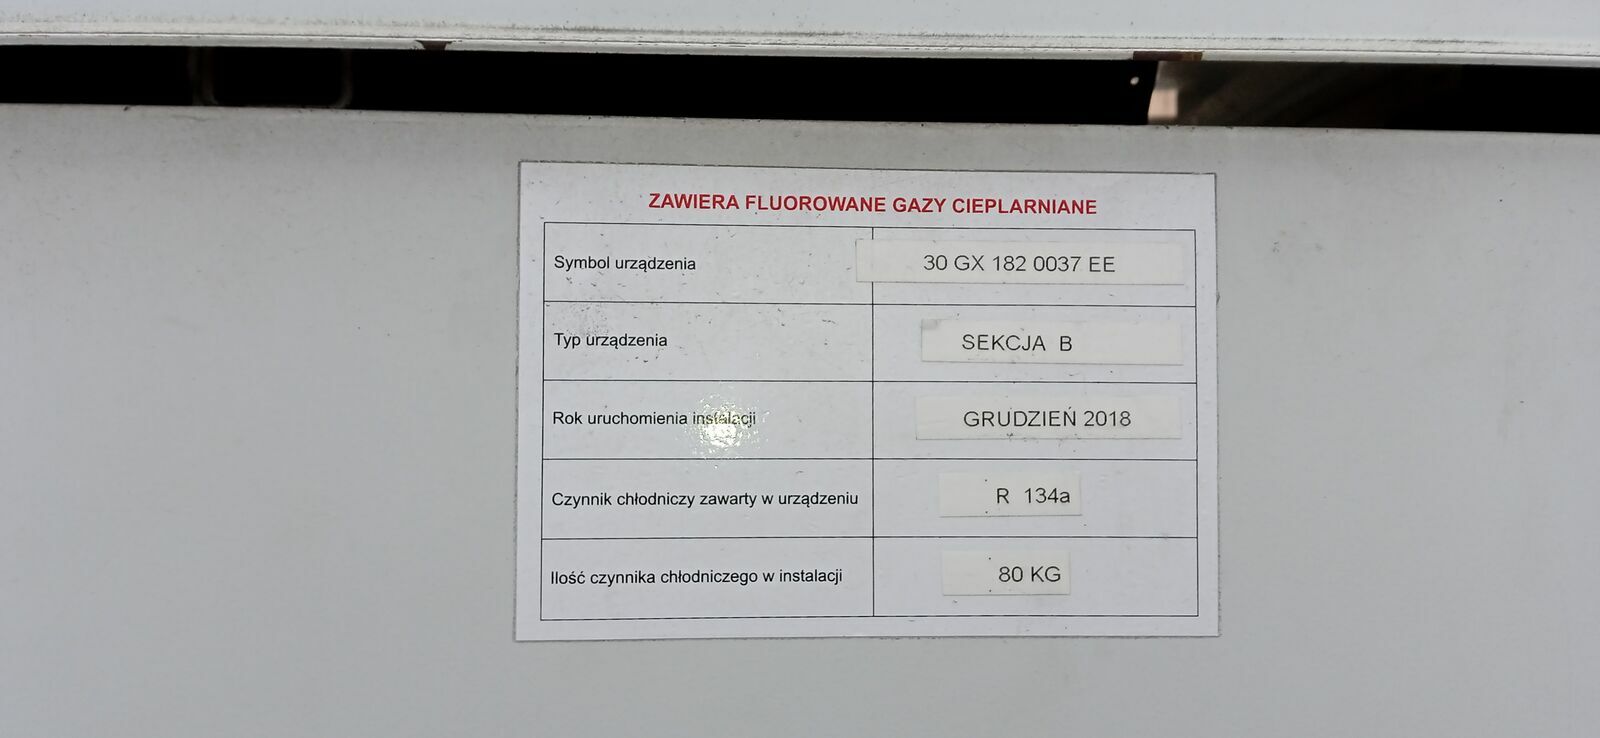 ZAWIERA FLUOROWANE GAZY CIEPLARNIANE
Symbol urządzenia 30 GX 182 0037 EE
Typ urządzenia SEKCJA B
Rok uruchomienia instalacji GRUDZIEŃ 2018
Czynnik chłodniczy zawarty w urządzeniu R 134a
Ilość czynnika chłodniczego w instalacji 80 KG